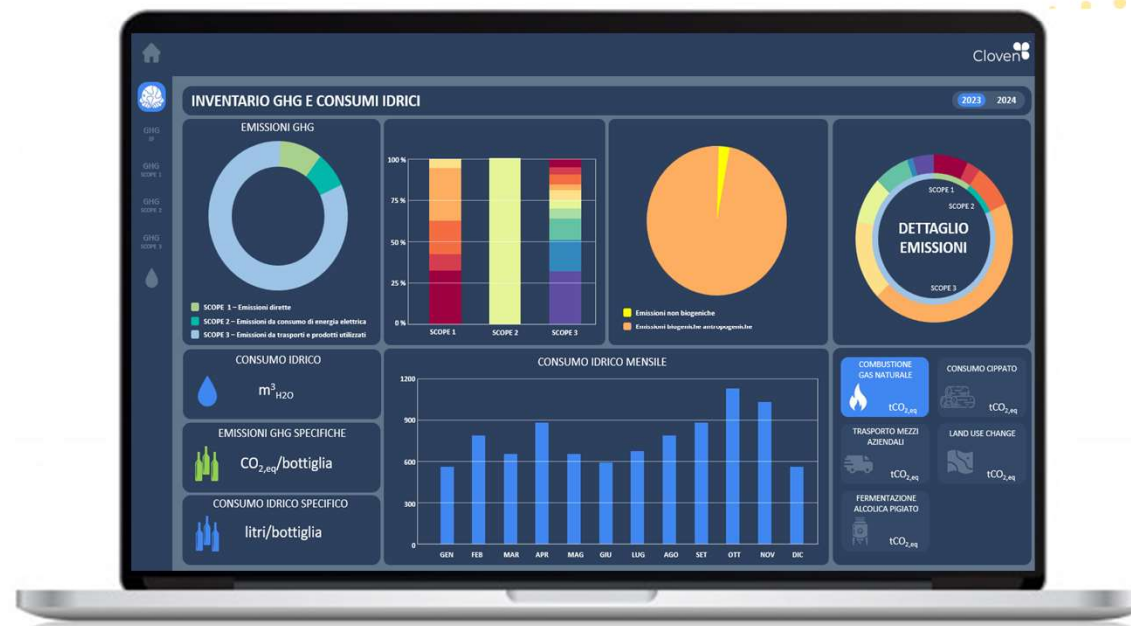 Cloven
INVENTARIO GHG E CONSUMI IDRICI
2023 2024
GHG
GHG
SCOPE 1
GHG
GHG
SCOPE 3
EMISSIONI GHG
SCOPE 1 – Emissioni dirette
SCOPE 2 – Emissioni da consumo di energia elettrica
SCOPE 3 – Emissioni da trasporti e prodotti utilizzati
100 %
75 %
50 %
25 %
0 %
SCOPE 1 SCOPE 2 SCOPE 3
Emissioni non biogeniche
Emissioni biogeniche antropogeniche
SCOPE 1
SCOPE 2
DETTAGLIO
EMISSIONI
SCOPE 3
CONSUMO IDRICO
m³H2O
EMISSIONI GHG SPECIFICHE
CO2,eq/bottiglia
CONSUMO IDRICO SPECIFICO
litri/bottiglia
CONSUMO IDRICO MENSILE
1200
900
600
300
0
GEN FEB MAR APR MAG GIU LUG AGO SET OTT NOV DIC
COMBUSTIONE
GAS NATURALE
tCO2,eq
CONSUMO CIPPATO
tCO2,eq
TRASPORTO MEZZI
AZIENDALI
tCO2,eq
LAND USE CHANGE
tCO2,eq
FERMENTAZIONE
ALCOLICA PIGIATO
tCO2,eq